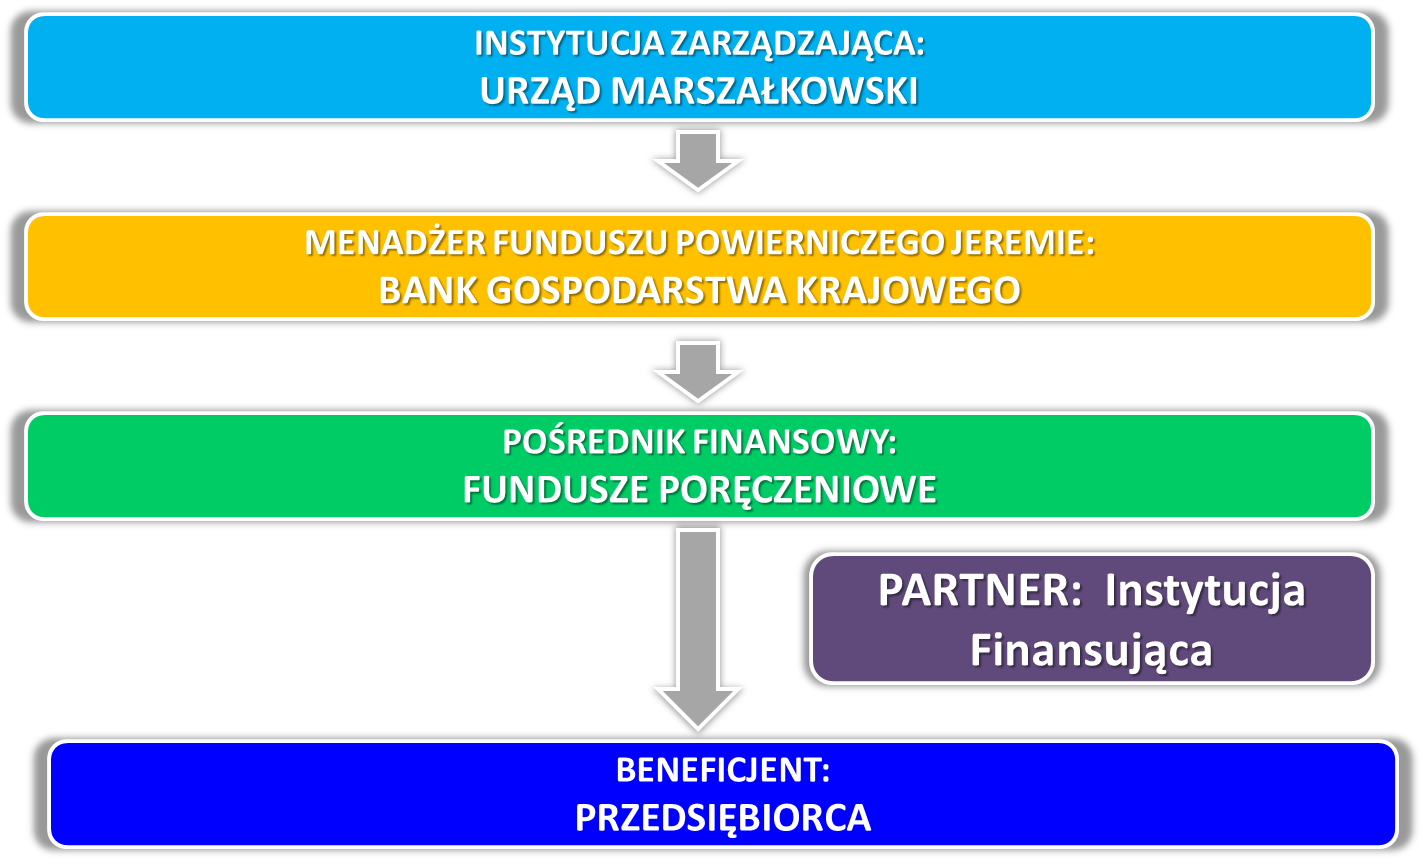 INSTYTUCJA ZARZĄDZAJĄCA:
URZĄD MARSZAŁKOWSKI
MENADŻER FUNDUSZU POWIERNICZEGO JEREMIE:
BANK GOSPODARSTWA KRAJOWEGO
POŚREDNIK FINANSOWY:
FUNDUSZE PORĘCZENIOWE
PARTNER: Instytucja
Finansująca
BENEFICJENT:
PRZEDSIĘBIORCA